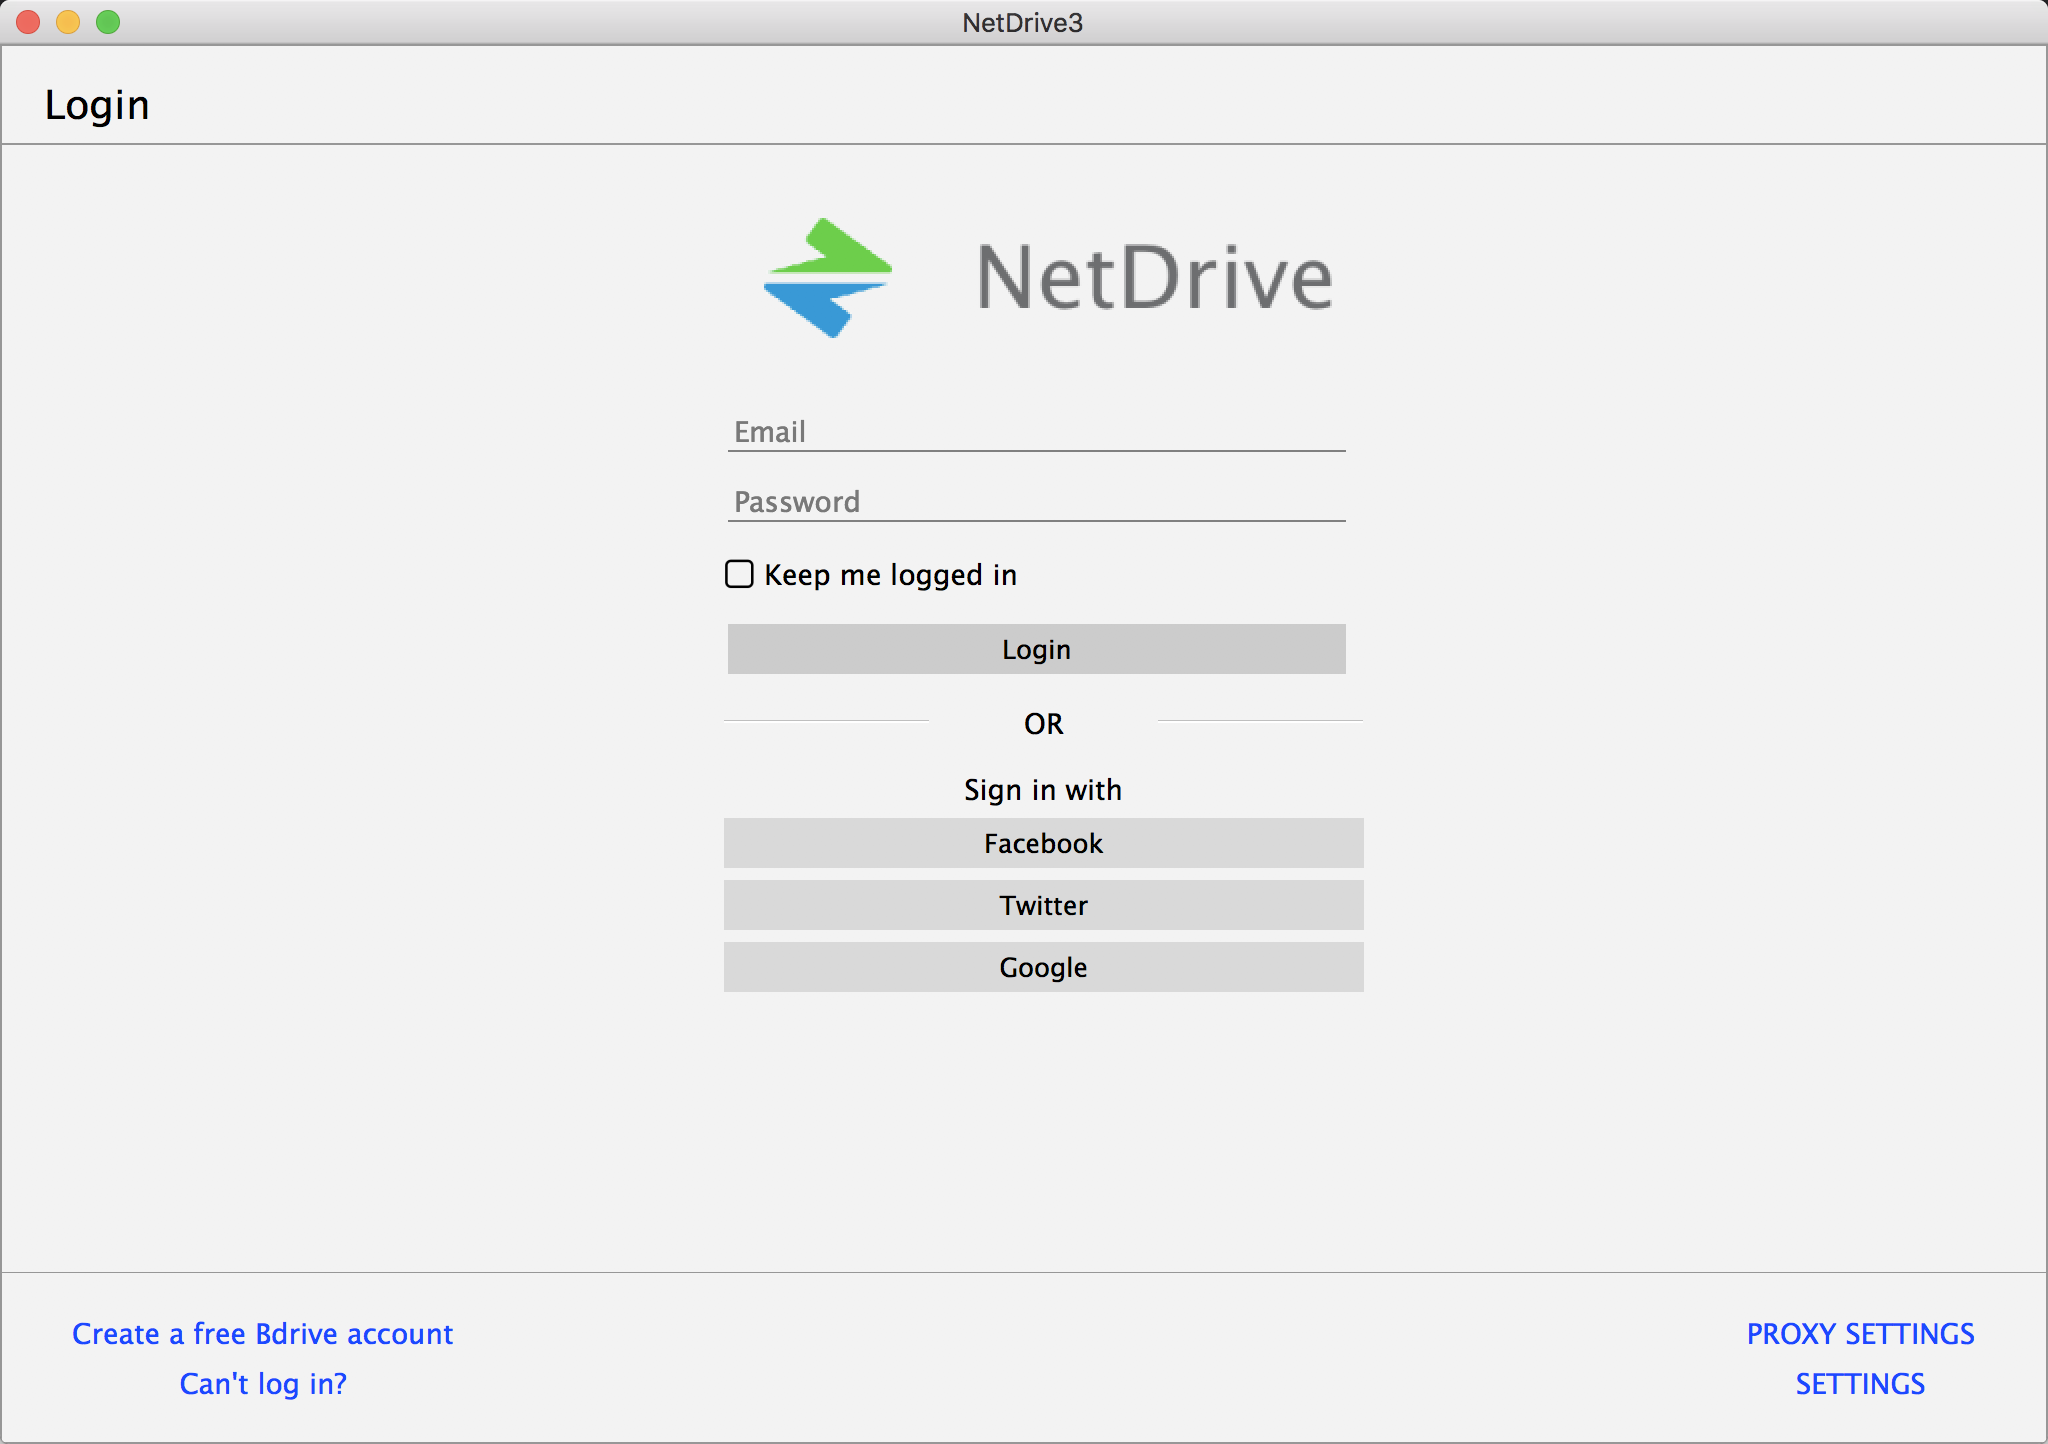 NetDrive3
Login
NetDrive
Email
Password
Keep me logged in
Login
OR
Sign in with
Facebook
Twitter
Google
Create a free Bdrive account
PROXY SETTINGS
Can't log in?
SETTINGS